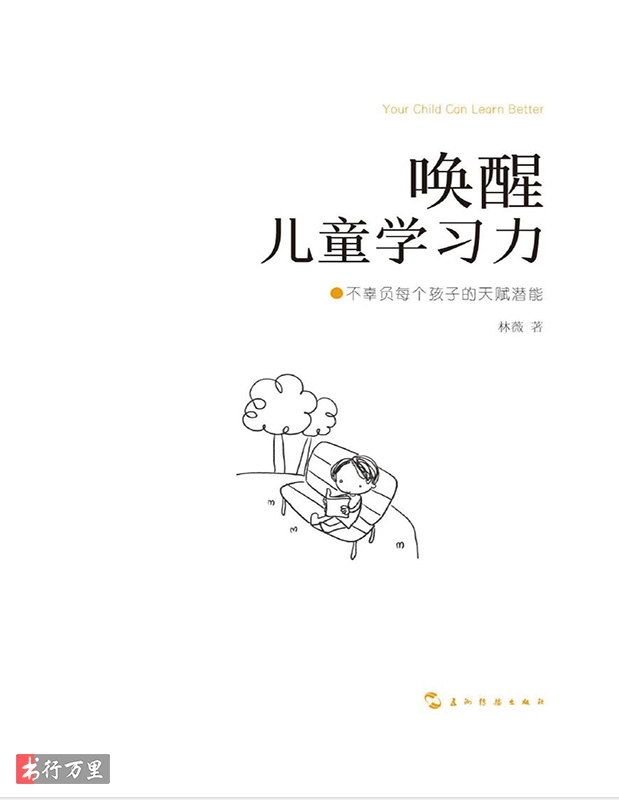 Your Child Can Learn Better
唤醒
儿童学习力
不辜负每个孩子的天赋潜能
林薇 著
五洲传播出版社
书行万里